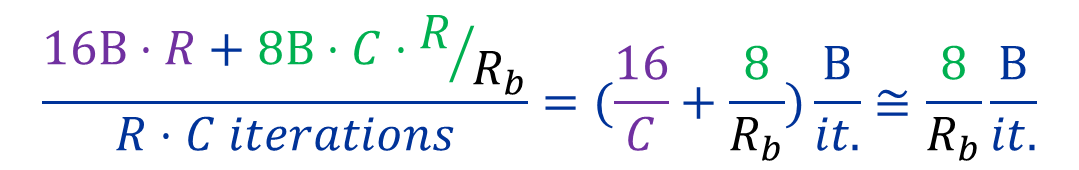 (16B · R + 8B · C · R/R_b) / (R · C iterations) = (16/C + 8/R_b) B/it. ≅ 8/R_b B/it.